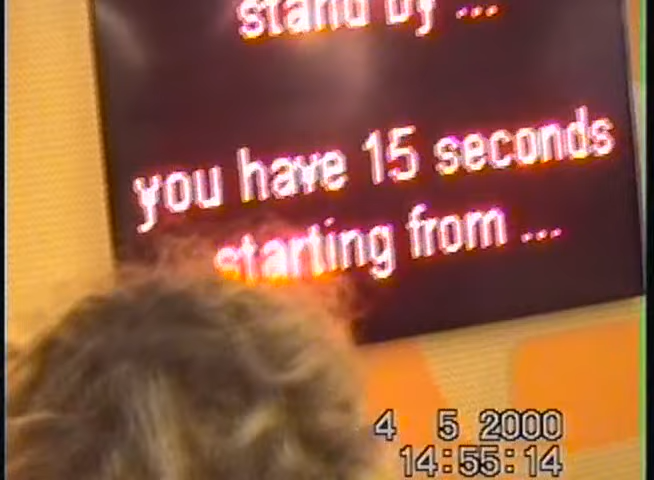 stand by ...
you have 15 seconds
starting from ...
4 5 2000
14:55:14